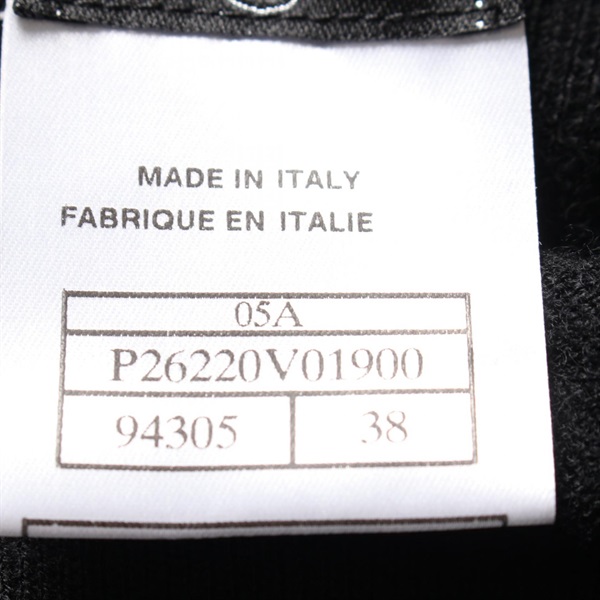 MADE IN ITALY
FABRIQUE EN ITALIE
05A
P26220V01900
94305 38